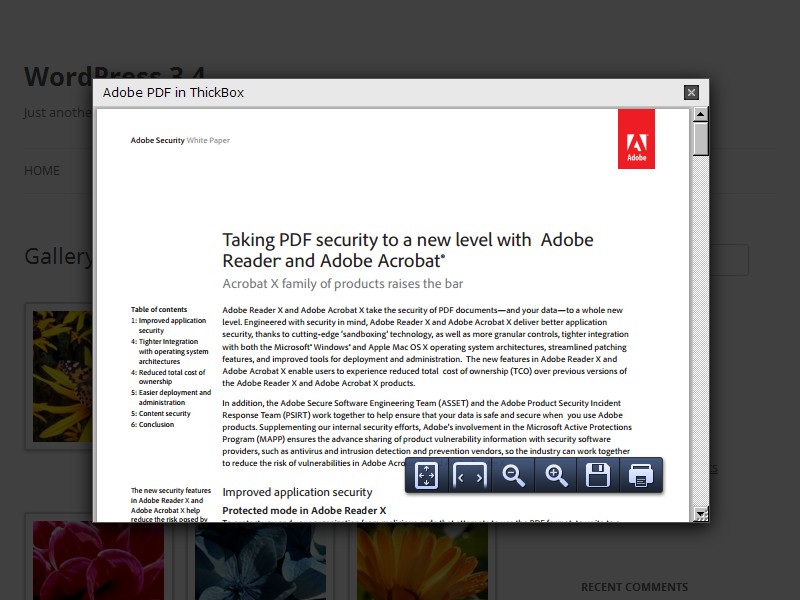 WordPress 3.4
Just anothe
Adobe PDF in ThickBox
HOME
Gallery
Adobe Security White Paper
Adobe
Taking PDF security to a new level with Adobe
Reader and Adobe Acrobat®
Acrobat X family of products raises the bar
Table of contents
1: Improved application
security
4: Tighter Integration
with operating system
architectures
4: Reduced total cost of
ownership
5: Easier deployment and
administration
5: Content security
6: Conclusion
Adobe Reader X and Adobe Acrobat X take the security of PDF documents—and your data—to a whole new
level. Engineered with security in mind, Adobe Reader X and Adobe Acrobat X deliver better application
security, thanks to cutting-edge 'sandboxing' technology, as well as more granular controls, tighter integration
with both the Microsoft® Windows® and Apple Mac OS X operating system architectures, streamlined patching
features, and improved tools for deployment and administration. The new features in Adobe Reader X and
Adobe Acrobat X enable users to experience reduced total cost of ownership (TCO) over previous versions of
the Adobe Reader X and Adobe Acrobat X products.
In addition, the Adobe Secure Software Engineering Team (ASSET) and the Adobe Product Security Incident
Response Team (PSIRT) work together to help ensure that your data is safe and secure when you use Adobe
products. Supplementing our internal security efforts, Adobe's involvement in the Microsoft Active Protections
Program (MAPP) ensures the advance sharing of product vulnerability information with security software
providers, such as antivirus and intrusion detection and prevention vendors, so the industry can work together
to reduce the risk of vulnerabilities in Adobe Acro
The new security features
in Adobe Reader X and
Adobe Acrobat X help
reduce the risk posed by
Improved application security
Protected mode in Adobe Reader X
RECENT COMMENTS